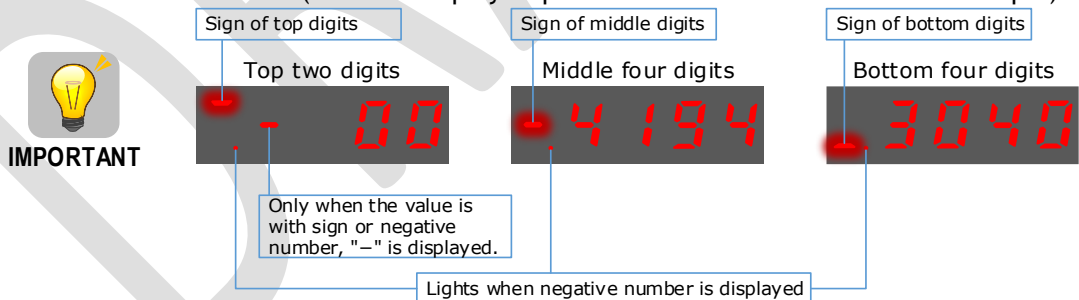 Sign of top digits
Sign of middle digits
Sign of bottom digits
Top two digits
Middle four digits
Bottom four digits
00
4194
3040
IMPORTANT
Only when the value is
with sign or negative
number, "−" is displayed.
Lights when negative number is displayed